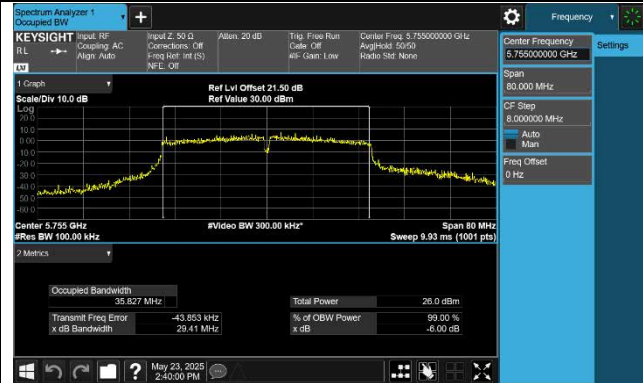 Spectrum Analyzer 1
Occupied BW
Frequency
KEYSIGHT
RL
LXI
Input: RF
Coupling: AC
Align: Auto
Input Z: 50 Ω
Corrections: Off
Freq Ref: Int (S)
NFE: Off
Atten: 20 dB
Trig: Free Run
Gate: Off
#IF Gain: Low
Center Freq: 5.755000000 GHz
Avg|Hold: 50/50
Radio Std: None
Center Frequency
5.755000000 GHz
Settings
Span
80.000 MHz
CF Step
8.000000 MHz
Auto
Man
Freq Offset
0 Hz
1 Graph
Scale/Div 10.0 dB
Ref Lvl Offset 21.50 dB
Ref Value 30.00 dBm
Log
20.0
10.0
0.00
-10.0
-20.0
-30.0
-40.0
-50.0
-60.0
Center 5.755 GHz
#Res BW 100.00 kHz
#Video BW 300.00 kHz*
Span 80 MHz
Sweep 9.93 ms (1001 pts)
2 Metrics
Occupied Bandwidth
35.827 MHz
Total Power 26.0 dBm
Transmit Freq Error -43.853 kHz
% of OBW Power 99.00 %
x dB Bandwidth 29.41 MHz
x dB -6.00 dB
May 23, 2025
2:40:00 PM